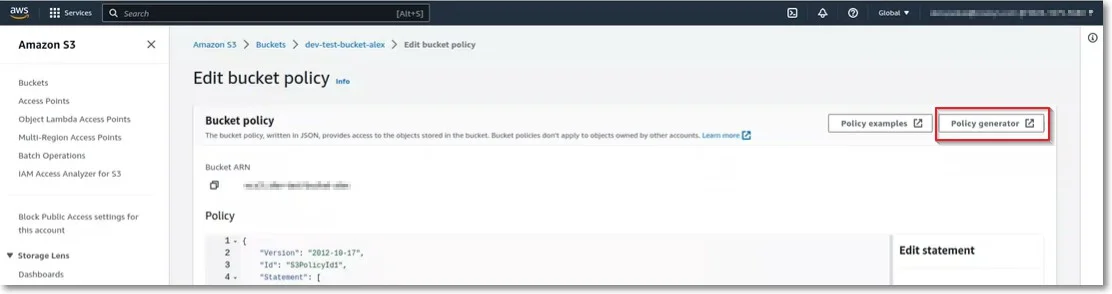 aws
Services
Search
[Alt+S]
Global
Amazon S3
Buckets
Access Points
Object Lambda Access Points
Multi-Region Access Points
Batch Operations
IAM Access Analyzer for S3
Block Public Access settings for
this account
Storage Lens
Dashboards
Amazon S3 > Buckets > dev-test-bucket-alex > Edit bucket policy
Edit bucket policy Info
Bucket policy
The bucket policy, written in JSON, provides access to the objects stored in the bucket. Bucket policies don't apply to objects owned by other accounts. Learn more
Policy examples
Policy generator
Bucket ARN
Policy
1 {
2 "Version": "2012-10-17",
3 "Id": "S3PolicyId1",
4 "Statement": [
Edit statement